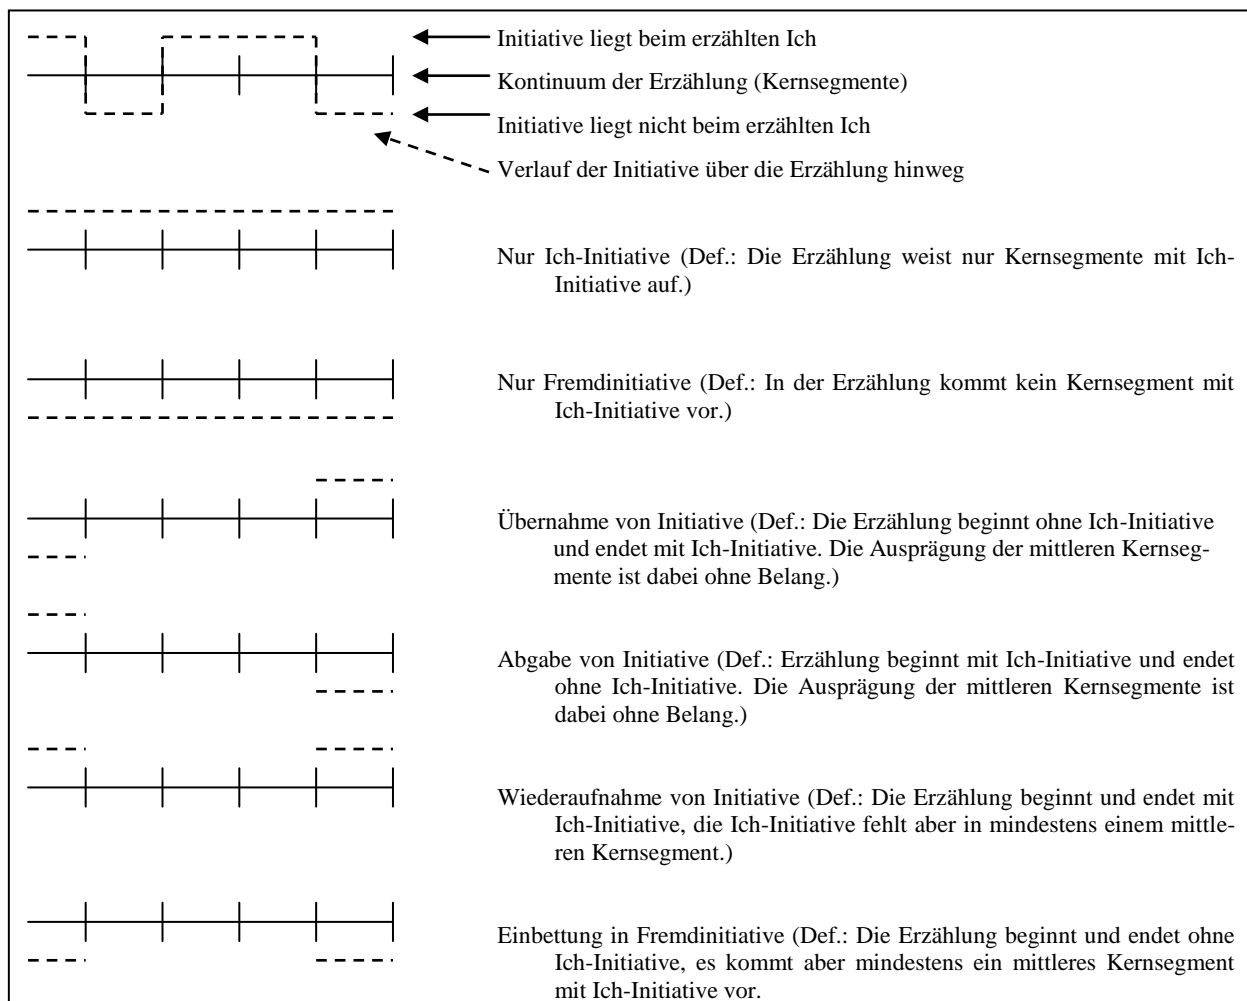 Initiative liegt beim erzählten Ich
Kontinuum der Erzählung (Kernsegmente)
Initiative liegt nicht beim erzählten Ich
Verlauf der Initiative über die Erzählung hinweg
Nur Ich-Initiative (Def.: Die Erzählung weist nur Kernsegmente mit Ich-
Initiative auf.)
Nur Fremdinitiative (Def.: In der Erzählung kommt kein Kernsegment mit
Ich-Initiative vor.)
Übernahme von Initiative (Def.: Die Erzählung beginnt ohne Ich-Initiative
und endet mit Ich-Initiative. Die Ausprägung der mittleren Kernseg-
mente ist dabei ohne Belang.)
Abgabe von Initiative (Def.: Erzählung beginnt mit Ich-Initiative und endet
ohne Ich-Initiative. Die Ausprägung der mittleren Kernsegmente ist
dabei ohne Belang.)
Wiederaufnahme von Initiative (Def.: Die Erzählung beginnt und endet mit
Ich-Initiative, die Ich-Initiative fehlt aber in mindestens einem mittle-
ren Kernsegment.)
Einbettung in Fremdinitiative (Def.: Die Erzählung beginnt und endet ohne
Ich-Initiative, es kommt aber mindestens ein mittleres Kernsegment
mit Ich-Initiative vor.